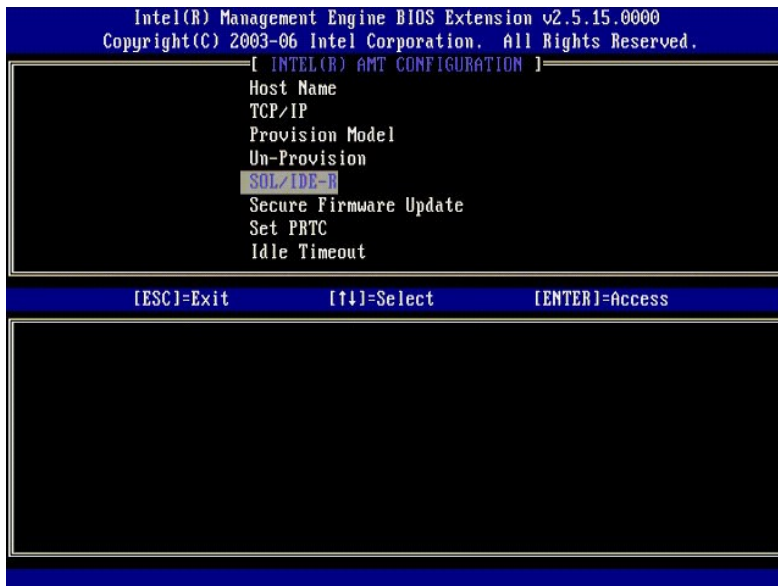 Intel(R) Management Engine BIOS Extension v2.5.15.0000
Copyright(C) 2003-06 Intel Corporation. All Rights Reserved.
[ INTEL(R) AMT CONFIGURATION ]
Host Name
TCP/IP
Provision Model
Un-Provision
SOL/IDE-R
Secure Firmware Update
Set PRTC
Idle Timeout
[ESC]=Exit [↑↓]=Select [ENTER]=Access